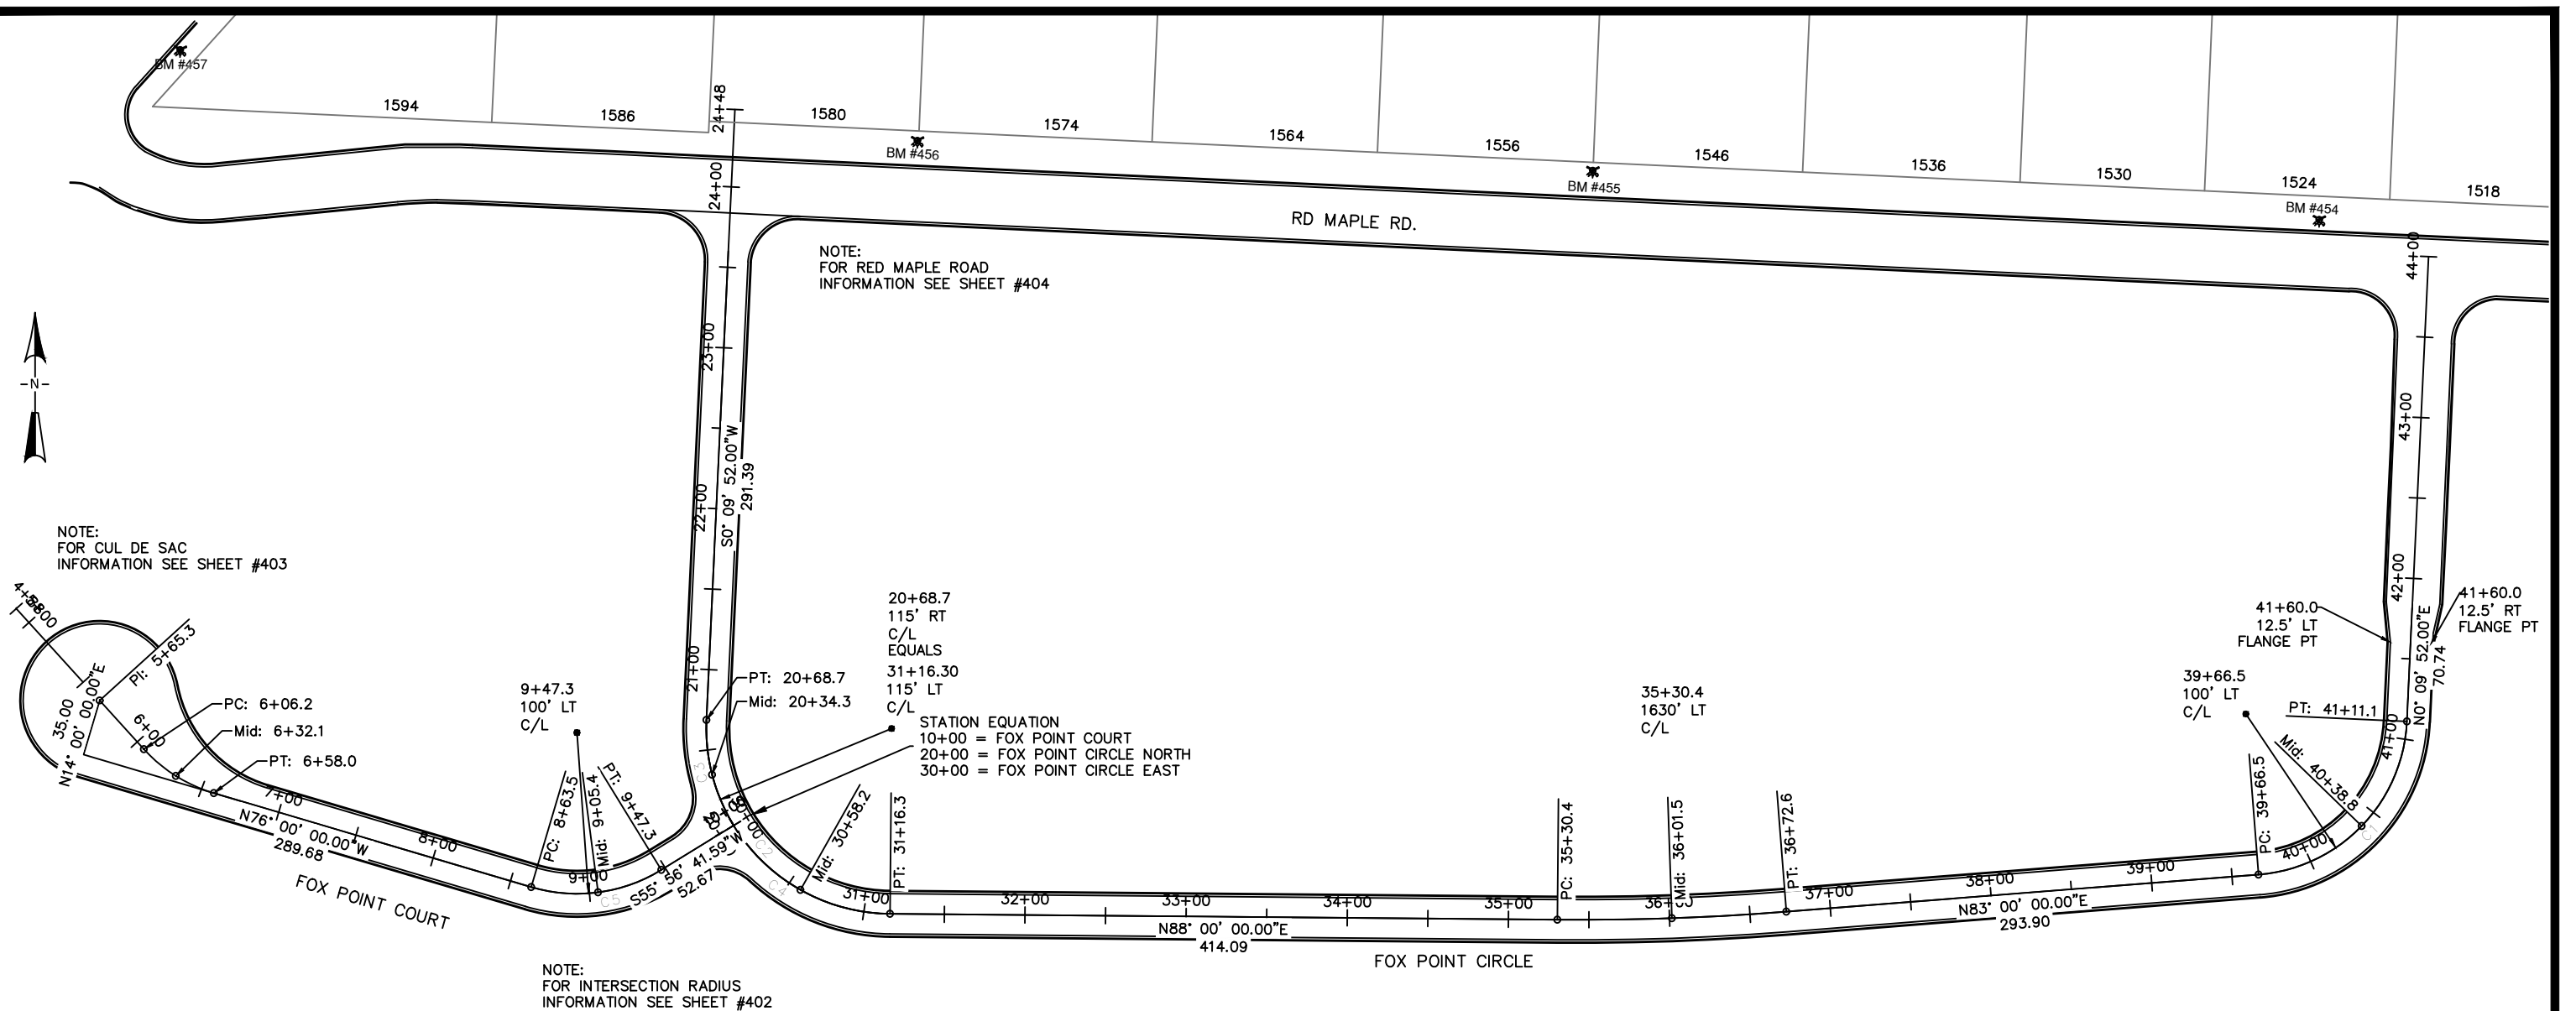 BM #457
1594
1586
1580
1574
1564
1556
1546
1536
1530
1524
1518
BM #456
BM #455
BM #454
24+48
24+00
23+00
22+00
21+00
S0° 09' 52.00"W
291.39
RD MAPLE RD.
NOTE:
FOR RED MAPLE ROAD
INFORMATION SEE SHEET #404
-N-
NOTE:
FOR CUL DE SAC
INFORMATION SEE SHEET #403
PI: 5+65.3
35.00
N14° 00' 00.00"E
6+00
PC: 6+06.2
Mid: 6+32.1
PT: 6+58.0
7+00
8+00
N76° 00' 00.00"W
289.68
FOX POINT COURT
9+47.3
100' LT
C/L
PC: 8+63.5
Mid: 9+05.4
PT: 9+47.3
9+00
C5
S55° 56' 41.59" W
52.67
PT: 20+68.7
Mid: 20+34.3
C3
C2
C4
20+68.7
115' RT
C/L
EQUALS
31+16.30
115' LT
C/L
STATION EQUATION
10+00 = FOX POINT COURT
20+00 = FOX POINT CIRCLE NORTH
30+00 = FOX POINT CIRCLE EAST
Mid: 30+58.2
PT: 31+16.3
31+00
32+00
33+00
34+00
35+00
N88° 00' 00.00"E
414.09
FOX POINT CIRCLE
35+30.4
1630' LT
C/L
PC: 35+30.4
Mid: 36+01.5
PT: 36+72.6
37+00
38+00
39+00
N83° 00' 00.00"E
293.90
39+66.5
100' LT
C/L
PC: 39+66.5
Mid: 40+38.8
PT: 41+11.1
40+00
C1
41+00
42+00
43+00
44+00
N0° 09' 52.00"E
70.74
41+60.0
12.5' LT
FLANGE PT
41+60.0
12.5' RT
FLANGE PT
NOTE:
FOR INTERSECTION RADIUS
INFORMATION SEE SHEET #402